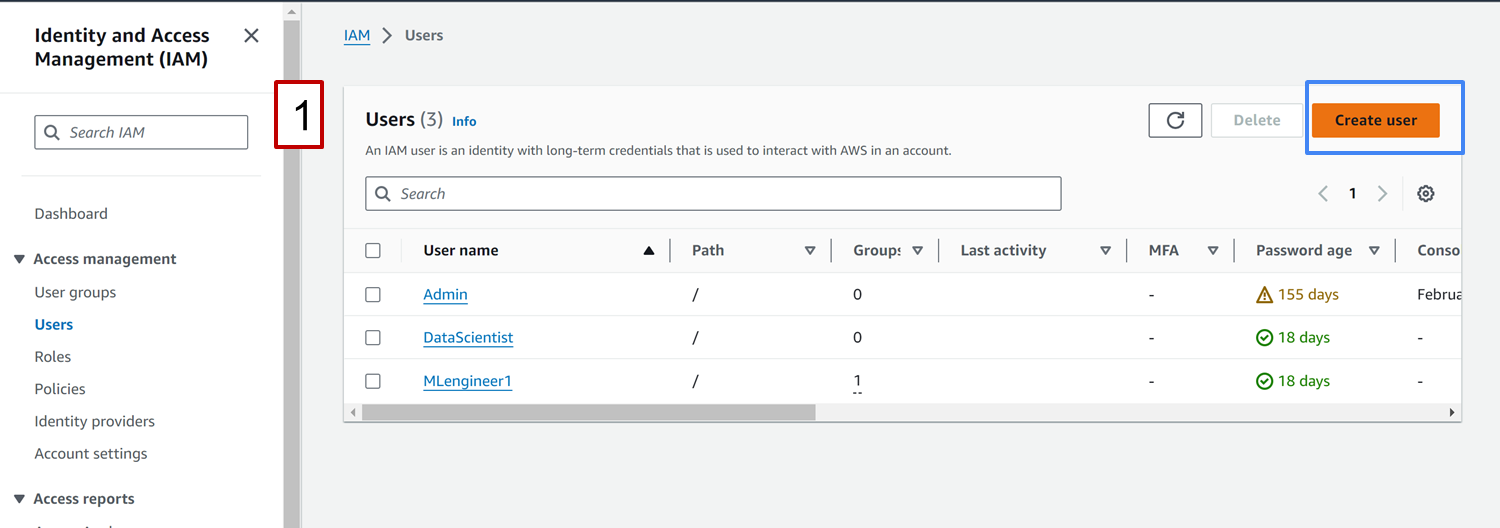 Identity and Access
Management (IAM)
Search IAM
Dashboard
Access management
User groups
Users
Roles
Policies
Identity providers
Account settings
Access reports
1
IAM > Users
Users (3) Info
Delete
Create user
An IAM user is an identity with long-term credentials that is used to interact with AWS in an account.
Search
1
User name Path Groups Last activity MFA Password age Conso
Admin / 0 - 155 days Februa
DataScientist / 0 - 18 days -
MLengineer1 / 1 - 18 days -